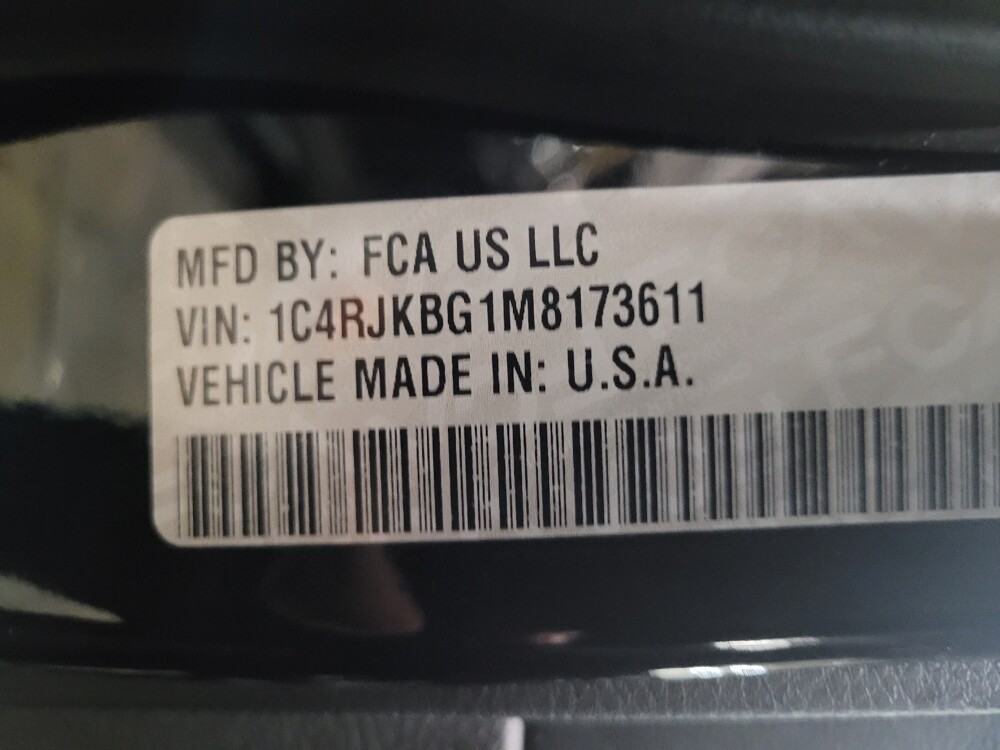 MFD BY: FCA US LLC
VIN: 1C4RJKBG1M8173611
VEHICLE MADE IN: U.S.A.